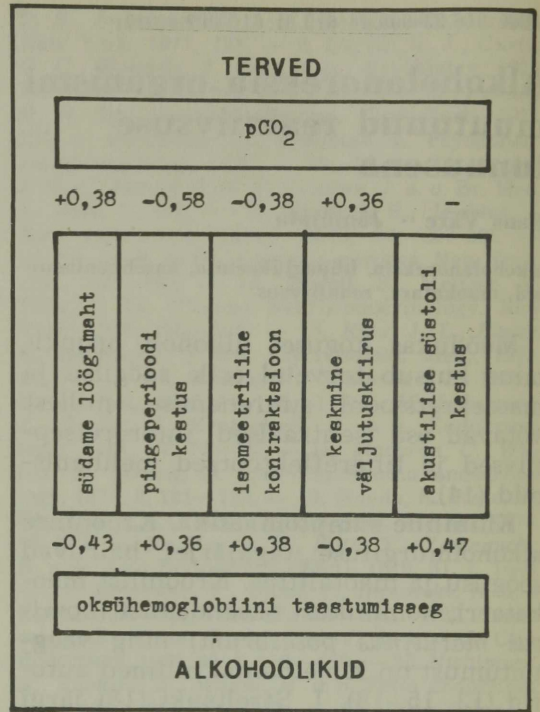 TERVED
pCO₂
+0,38 -0,58 -0,38 +0,36 -
südame löögimaht
pingeperioodi
kestus
isomeetriline
kontraktsioon
keskmine
väljutuskiirus
akustilise süstoli
kestus
-0,43 +0,36 +0,38 -0,38 +0,47
oksühemoglobiini taastumisaeg
ALKOHOOLIKUD